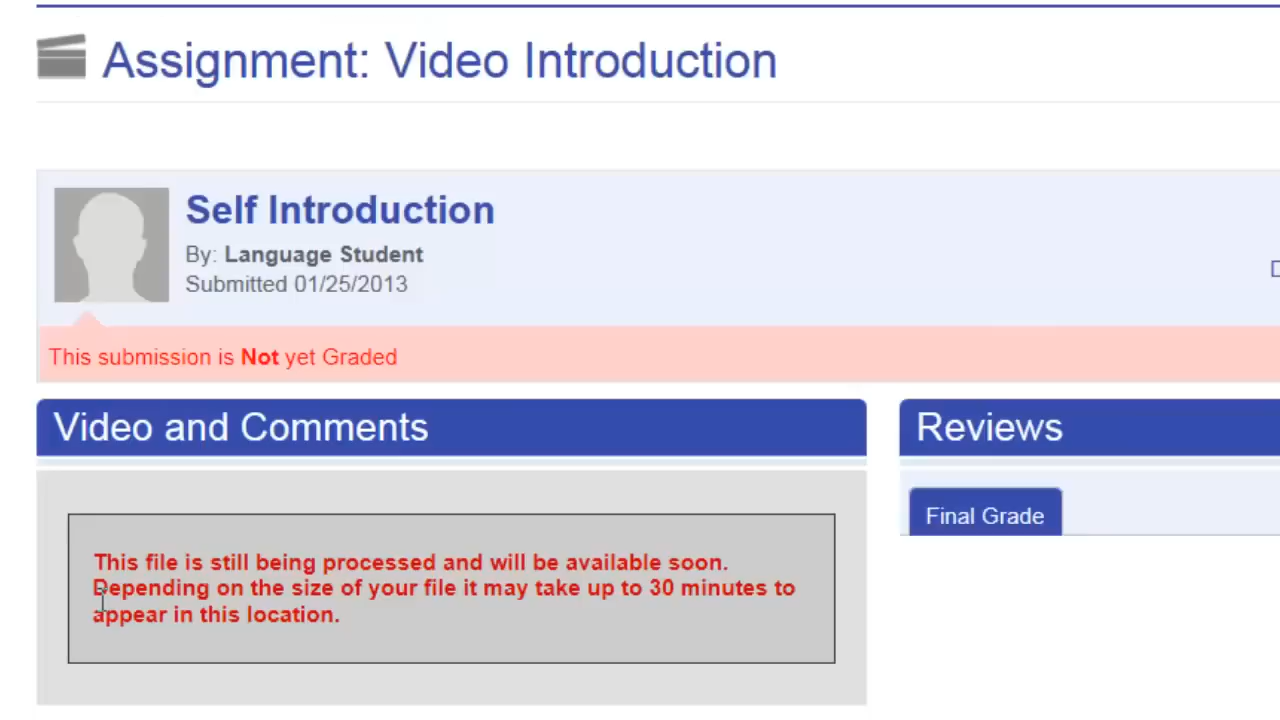 Assignment: Video Introduction
Self Introduction
By: Language Student
Submitted 01/25/2013
This submission is Not yet Graded
Video and Comments
Reviews
Final Grade
This file is still being processed and will be available soon.
Depending on the size of your file it may take up to 30 minutes to
appear in this location.